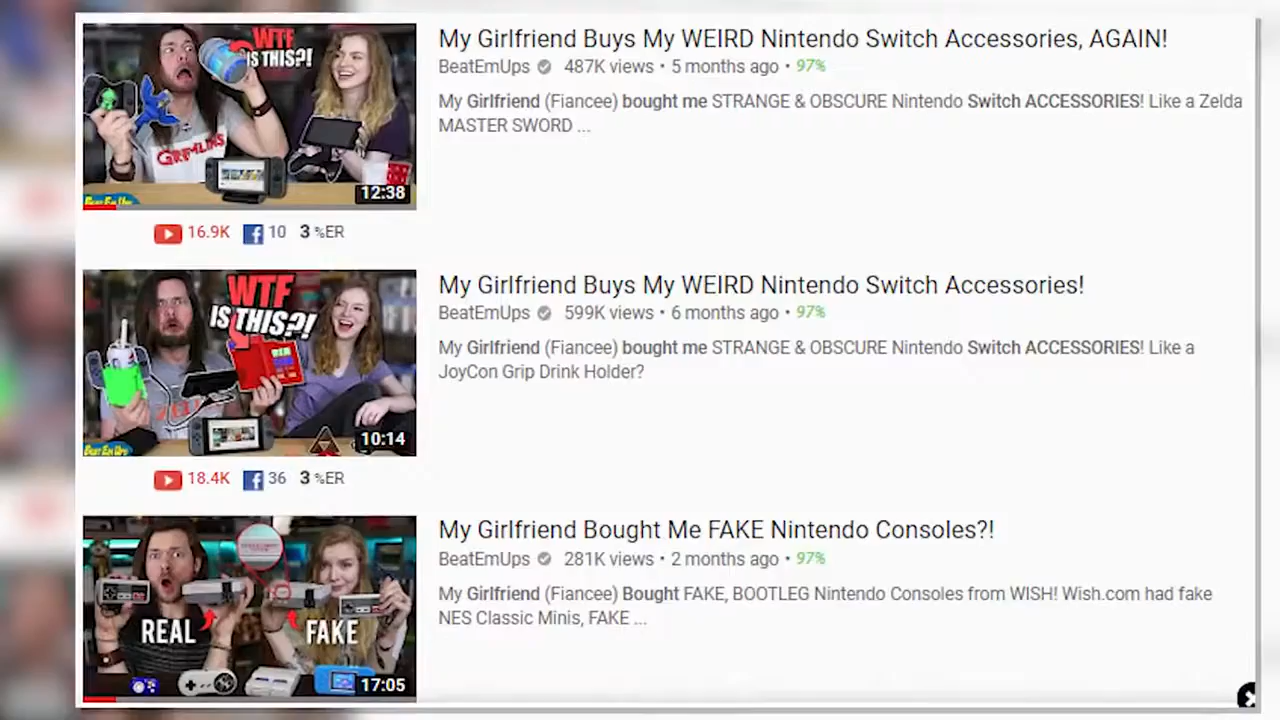 WTF
IS THIS?!
GREMLINS
Beat Em Ups
12:38
My Girlfriend Buys My WEIRD Nintendo Switch Accessories, AGAIN!
BeatEmUps 487K views • 5 months ago • 97%
My Girlfriend (Fiancee) bought me STRANGE & OBSCURE Nintendo Switch ACCESSORIES! Like a Zelda
MASTER SWORD ...
16.9K 10 3 %ER
WTF
IS THIS?!
Beat Em Ups
10:14
My Girlfriend Buys My WEIRD Nintendo Switch Accessories!
BeatEmUps 599K views • 6 months ago • 97%
My Girlfriend (Fiancee) bought me STRANGE & OBSCURE Nintendo Switch ACCESSORIES! Like a
JoyCon Grip Drink Holder?
18.4K 36 3 %ER
REAL FAKE
17:05
My Girlfriend Bought Me FAKE Nintendo Consoles?!
BeatEmUps 281K views • 2 months ago • 97%
My Girlfriend (Fiancee) Bought FAKE, BOOTLEG Nintendo Consoles from WISH! Wish.com had fake
NES Classic Minis, FAKE ...